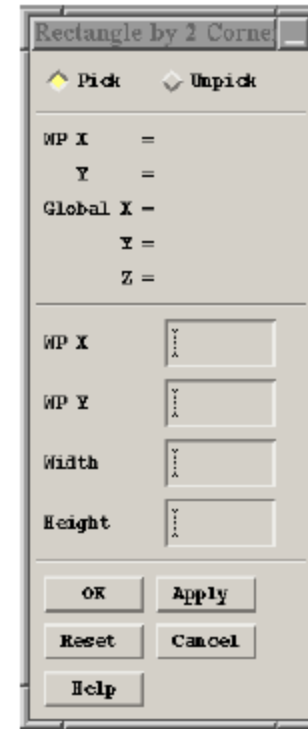 Rectangle by 2 Corne
Pick Unpick
WP X =
Y =
Global X =
Y =
Z =
WP X
WP Y
Width
Height
OK Apply
Reset Cancel
Help